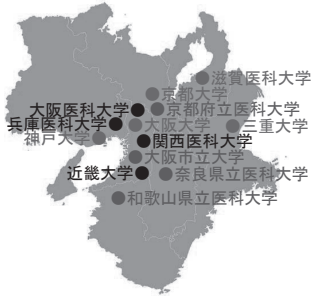 滋賀医科大学
京都大学
大阪医科大学
京都府立医科大学
兵庫医科大学
大阪大学
三重大学
神戸大学
関西医科大学
大阪市立大学
近畿大学
奈良県立医科大学
和歌山県立医科大学